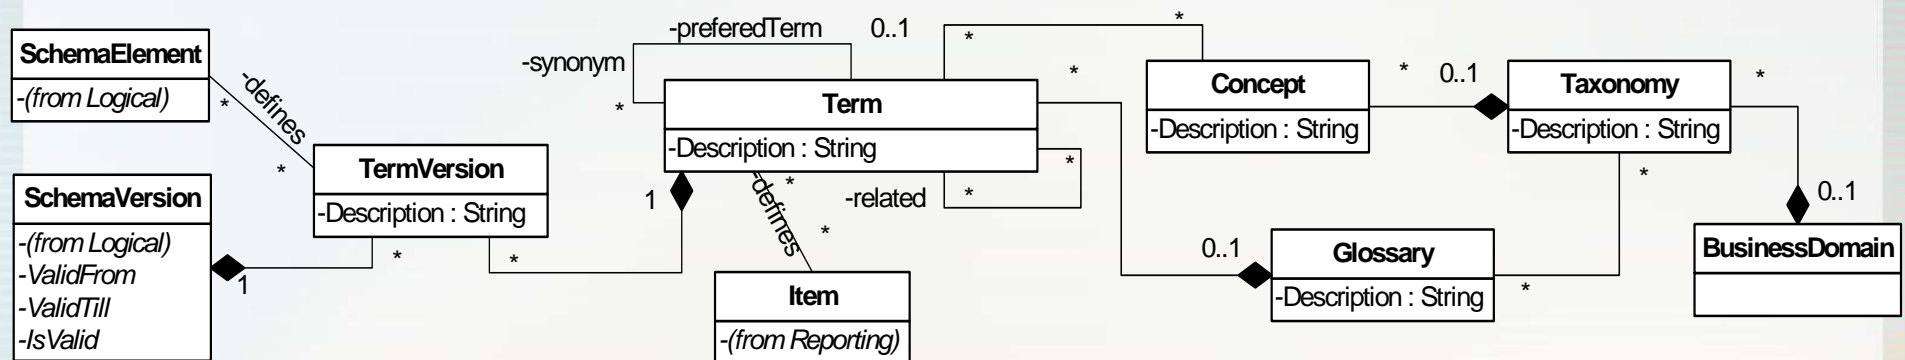 SchemaElement
-(from Logical)
*
-defines
*
SchemaVersion
-(from Logical)
-ValidFrom
-ValidTill
-IsValid
1
*
TermVersion
-Description : String
*
1
-preferedTerm
0..1
-synonym
*
Term
-Description : String
*
*
-related
*
-defines
*
Item
-(from Reporting)
*
*
*
0..1
Concept
-Description : String
*
0..1
Taxonomy
-Description : String
*
0..1
BusinessDomain
*
*
Glossary
-Description : String